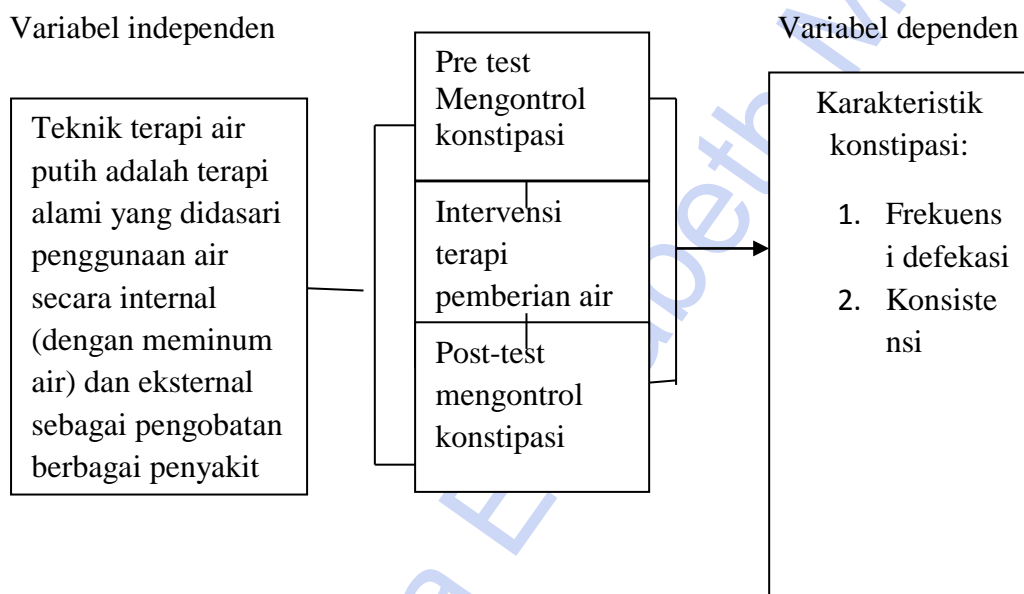 Variabel independen
Variabel dependen
Teknik terapi air
putih adalah terapi
alami yang didasari
penggunaan air
secara internal
(dengan meminum
air) dan eksternal
sebagai pengobatan
berbagai penyakit
Pre test
Mengontrol
konstipasi
Intervensi
terapi
pemberian air
Post-test
mengontrol
konstipasi
Karakteristik
konstipasi:
1. Frekuens
i defekasi
2. Konsiste
nsi